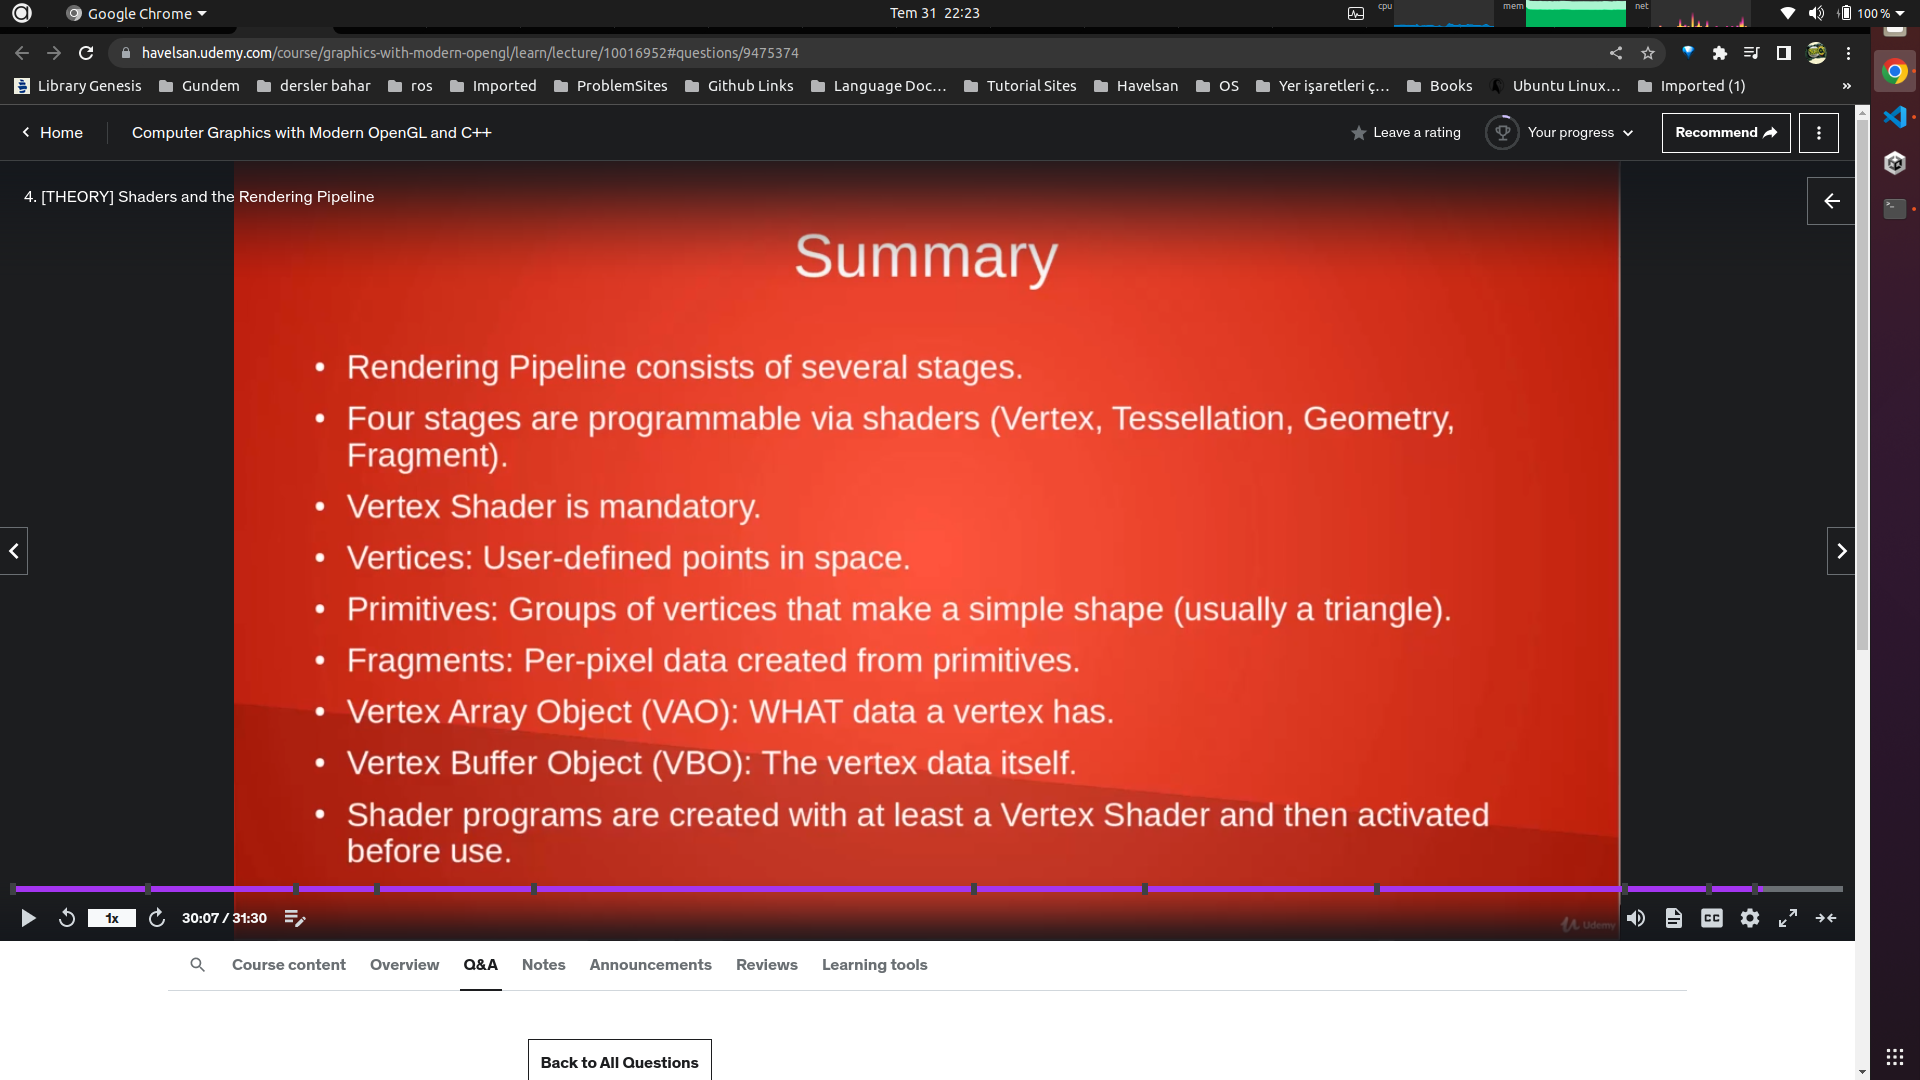 Google Chrome
Tem 31 22:23
cpu
mem
net
100 %
havelsan.udemy.com/course/graphics-with-modern-opengl/learn/lecture/10016952#questions/9475374
Library Genesis
Gundem
dersler bahar
ros
Imported
ProblemSites
Github Links
Language Doc...
Tutorial Sites
Havelsan
OS
Yer işaretleri ç...
Books
Ubuntu Linux...
Imported (1)
»
Home
Computer Graphics with Modern OpenGL and C++
Leave a rating
Your progress
Recommend
4. [THEORY] Shaders and the Rendering Pipeline
Summary
• Rendering Pipeline consists of several stages.
• Four stages are programmable via shaders (Vertex, Tessellation, Geometry,
Fragment).
• Vertex Shader is mandatory.
• Vertices: User-defined points in space.
• Primitives: Groups of vertices that make a simple shape (usually a triangle).
• Fragments: Per-pixel data created from primitives.
• Vertex Array Object (VAO): WHAT data a vertex has.
• Vertex Buffer Object (VBO): The vertex data itself.
• Shader programs are created with at least a Vertex Shader and then activated
before use.
1x
30:07 / 31:30
Udemy
CC
Course content
Overview
Q&A
Notes
Announcements
Reviews
Learning tools
Back to All Questions